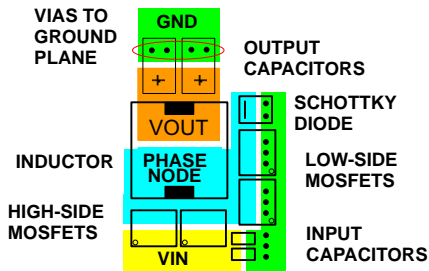 VIAS TO
GROUND
PLANE
GND
OUTPUT
CAPACITORS
SCHOTTKY
DIODE
VOUT
INDUCTOR
PHASE
NODE
LOW-SIDE
MOSFETS
HIGH-SIDE
MOSFETS
VIN
INPUT
CAPACITORS